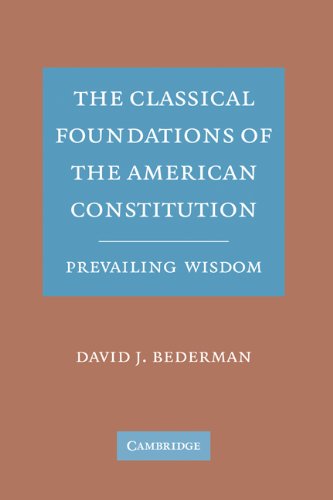 THE CLASSICAL
FOUNDATIONS OF
THE AMERICAN
CONSTITUTION
PREVAILING WISDOM
DAVID J. BEDERMAN
CAMBRIDGE